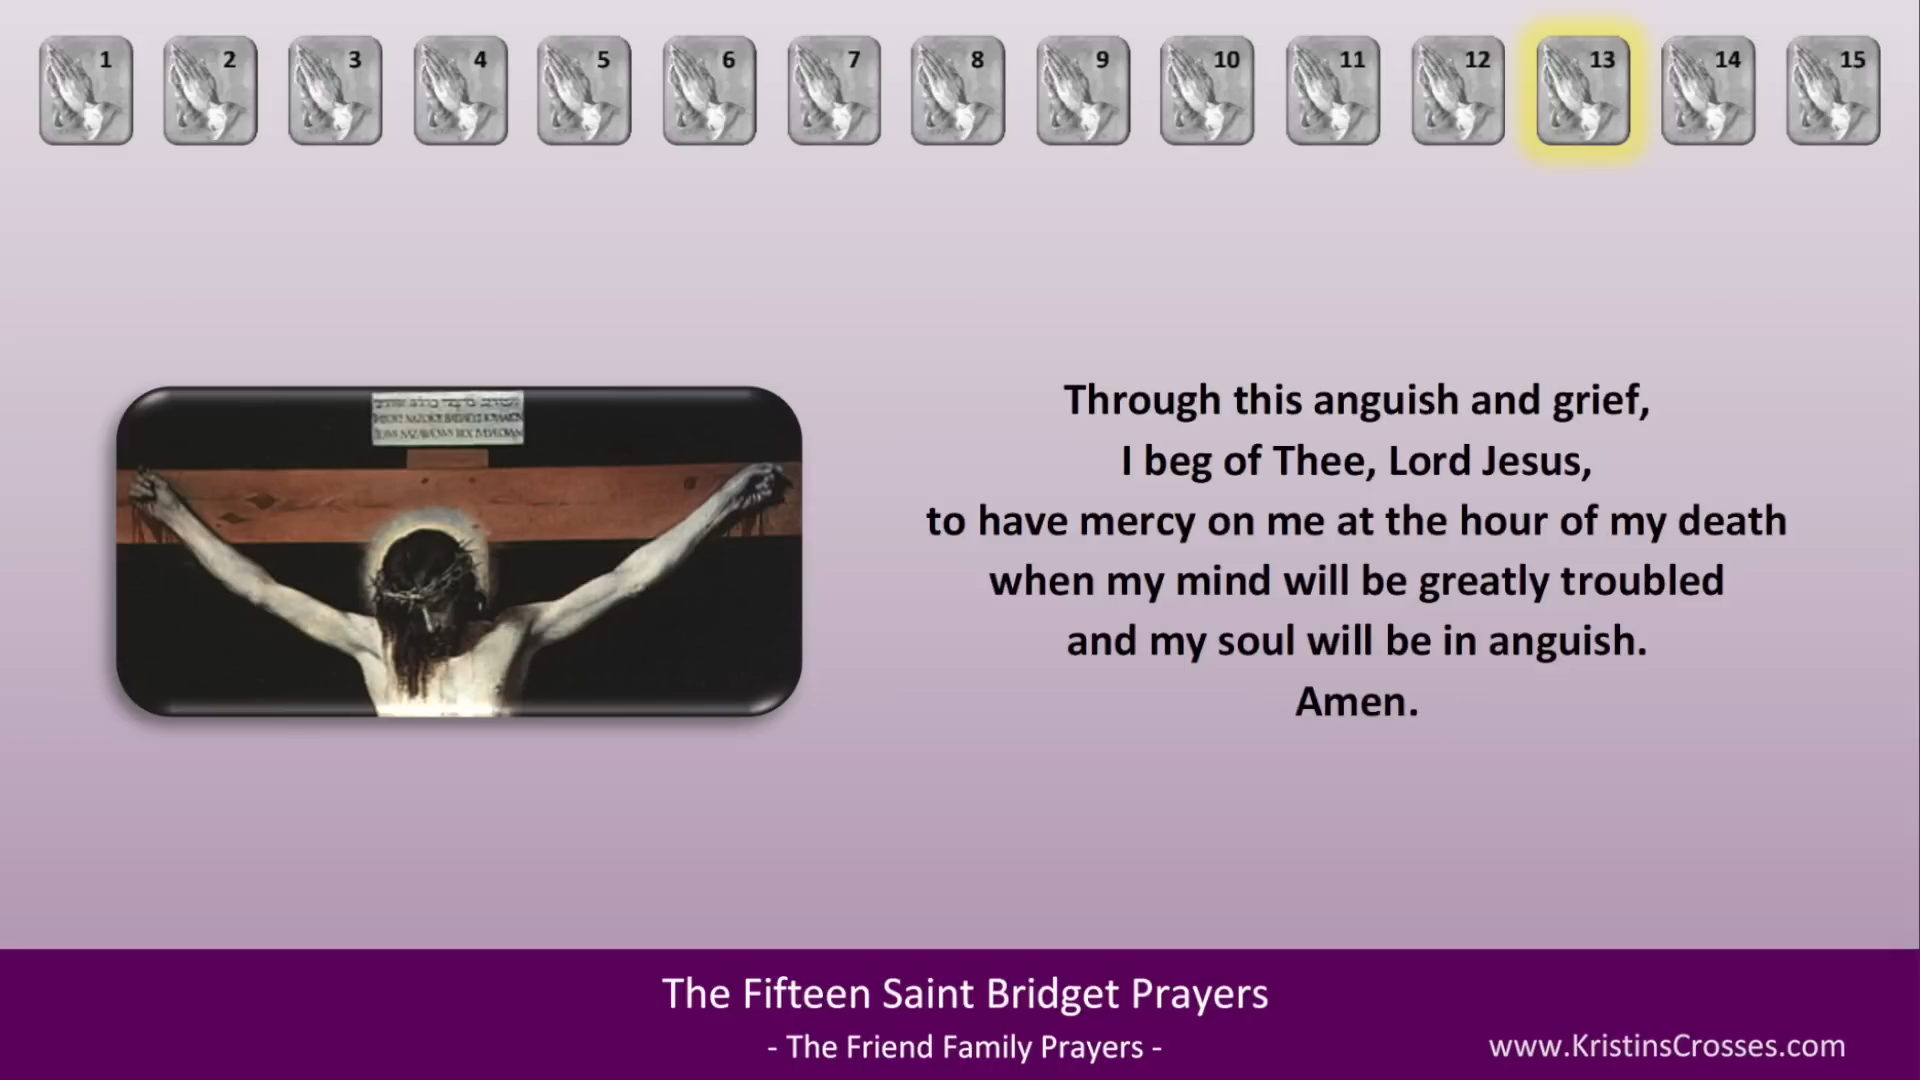 1 2 3 4 5 6 7 8 9 10 11 12 13 14 15
Through this anguish and grief,
I beg of Thee, Lord Jesus,
to have mercy on me at the hour of my death
when my mind will be greatly troubled
and my soul will be in anguish.
Amen.
The Fifteen Saint Bridget Prayers
- The Friend Family Prayers -
www.KristinsCrosses.com